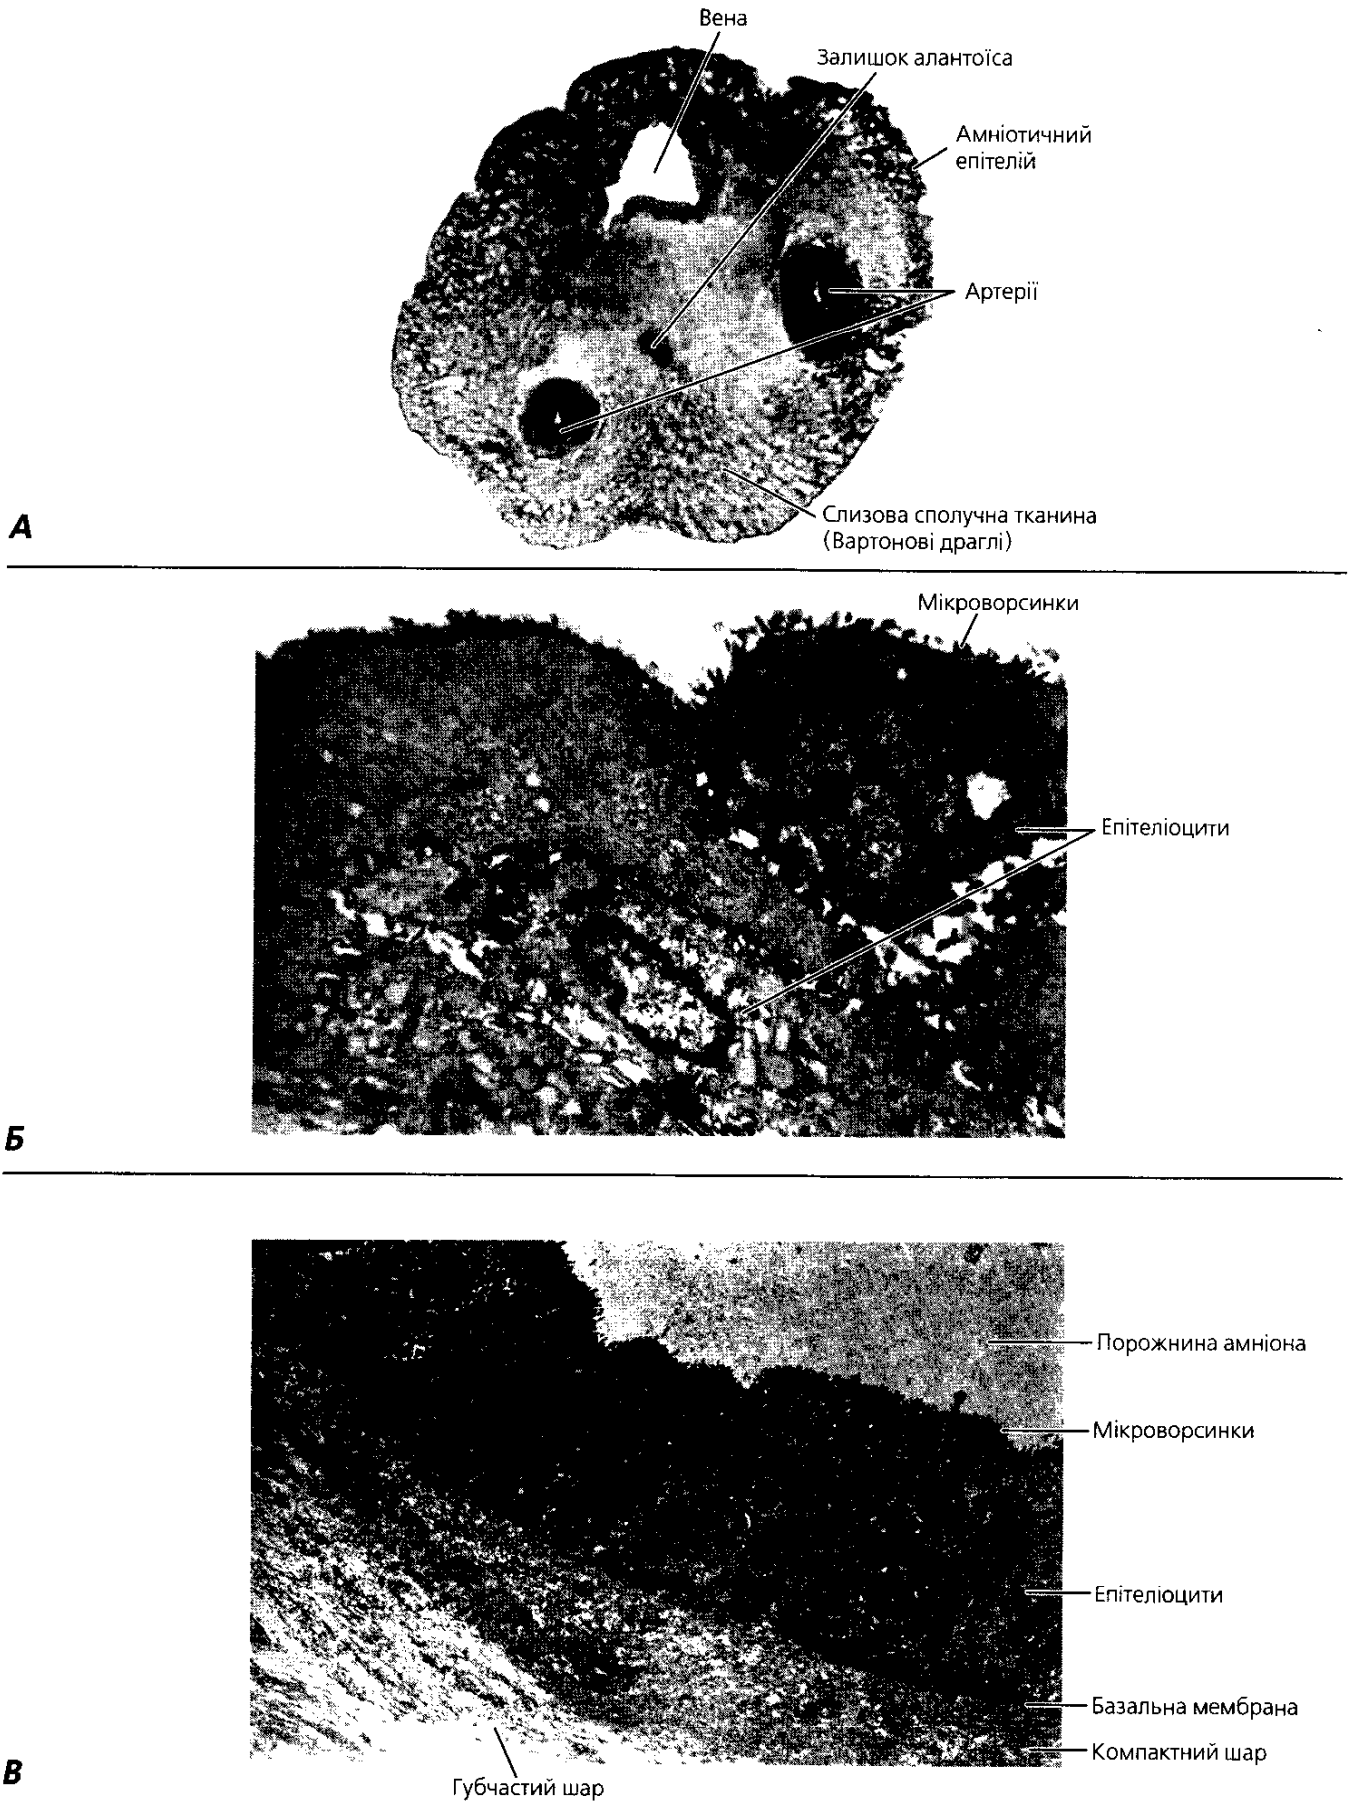 Вена
Залишок алантоїса
Амніотичний
епітелій
Артерії
Слизова сполучна тканина
(Вартонові драглі)
А
Мікроворсинки
Епітеліоцити
Б
Порожнина амніона
Мікроворсинки
Епітеліоцити
Базальна мембрана
Компактний шар
Губчастий шар
В